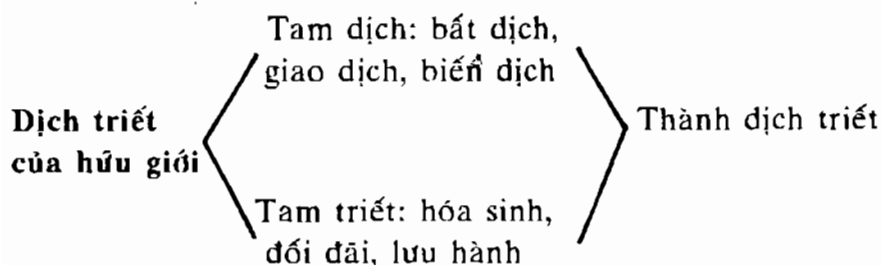 Tam dịch: bất dịch,
giao dịch, biến dịch
Dịch triết
của hữu giới
Thành dịch triết
Tam triết: hóa sinh,
đối đãi, lưu hành